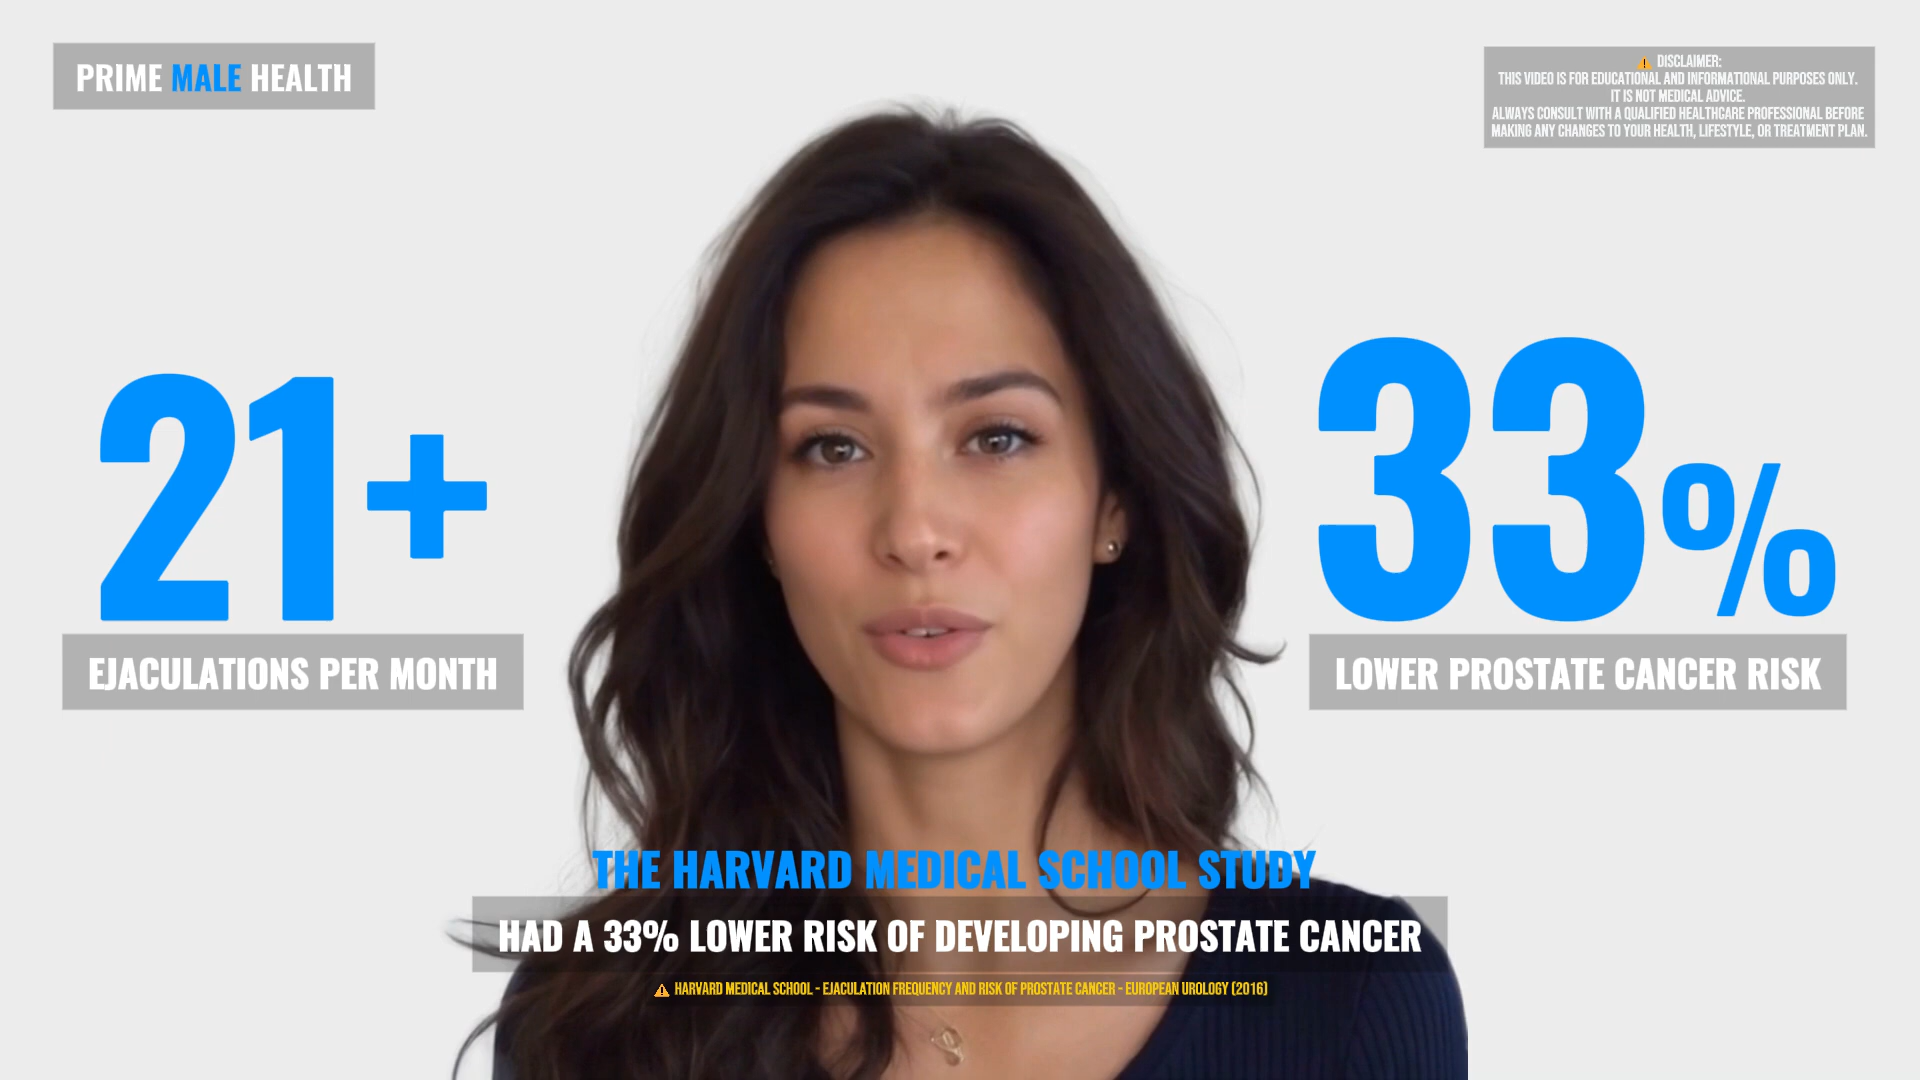 PRIME MALE HEALTH
⚠ DISCLAIMER:
THIS VIDEO IS FOR EDUCATIONAL AND INFORMATIONAL PURPOSES ONLY.
IT IS NOT MEDICAL ADVICE.
ALWAYS CONSULT WITH A QUALIFIED HEALTHCARE PROFESSIONAL BEFORE
MAKING ANY CHANGES TO YOUR HEALTH, LIFESTYLE, OR TREATMENT PLAN.
21+
EJACULATIONS PER MONTH
33%
LOWER PROSTATE CANCER RISK
THE HARVARD MEDICAL SCHOOL STUDY
HAD A 33% LOWER RISK OF DEVELOPING PROSTATE CANCER
⚠ HARVARD MEDICAL SCHOOL - EJACULATION FREQUENCY AND RISK OF PROSTATE CANCER - EUROPEAN UROLOGY (2016)